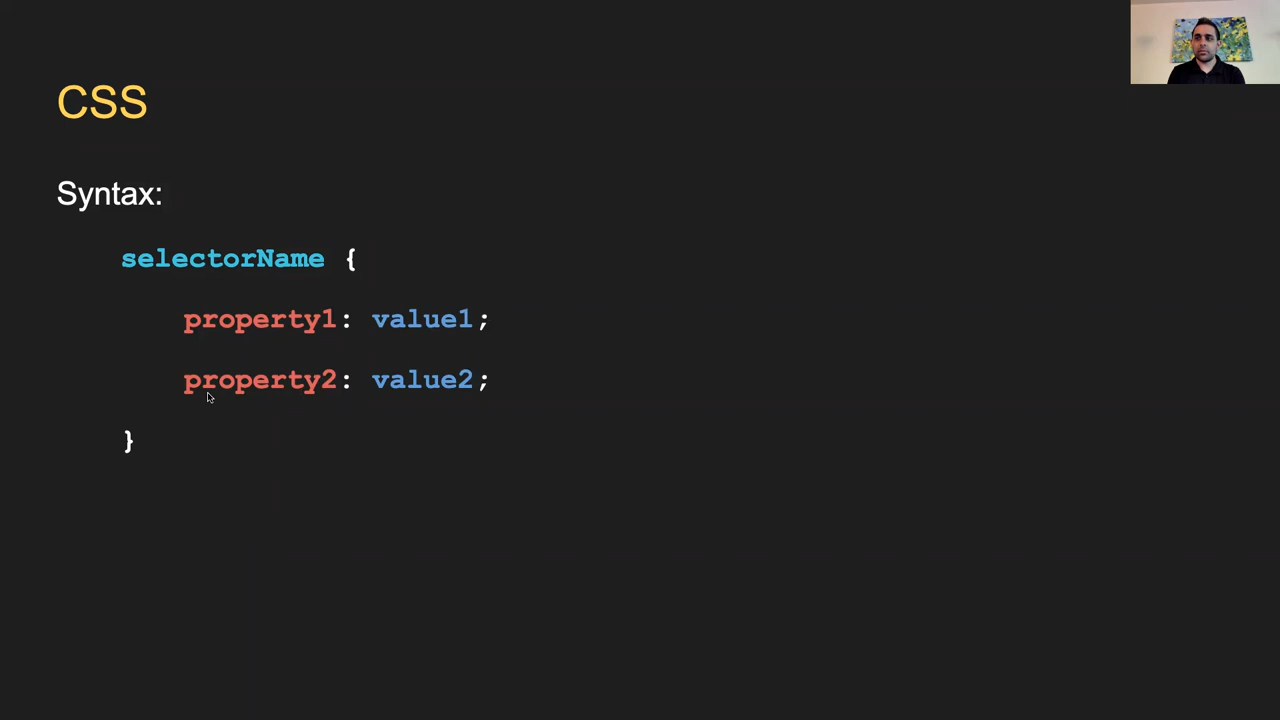 CSS
Syntax:
selectorName {
property1: value1;
property2: value2;
}